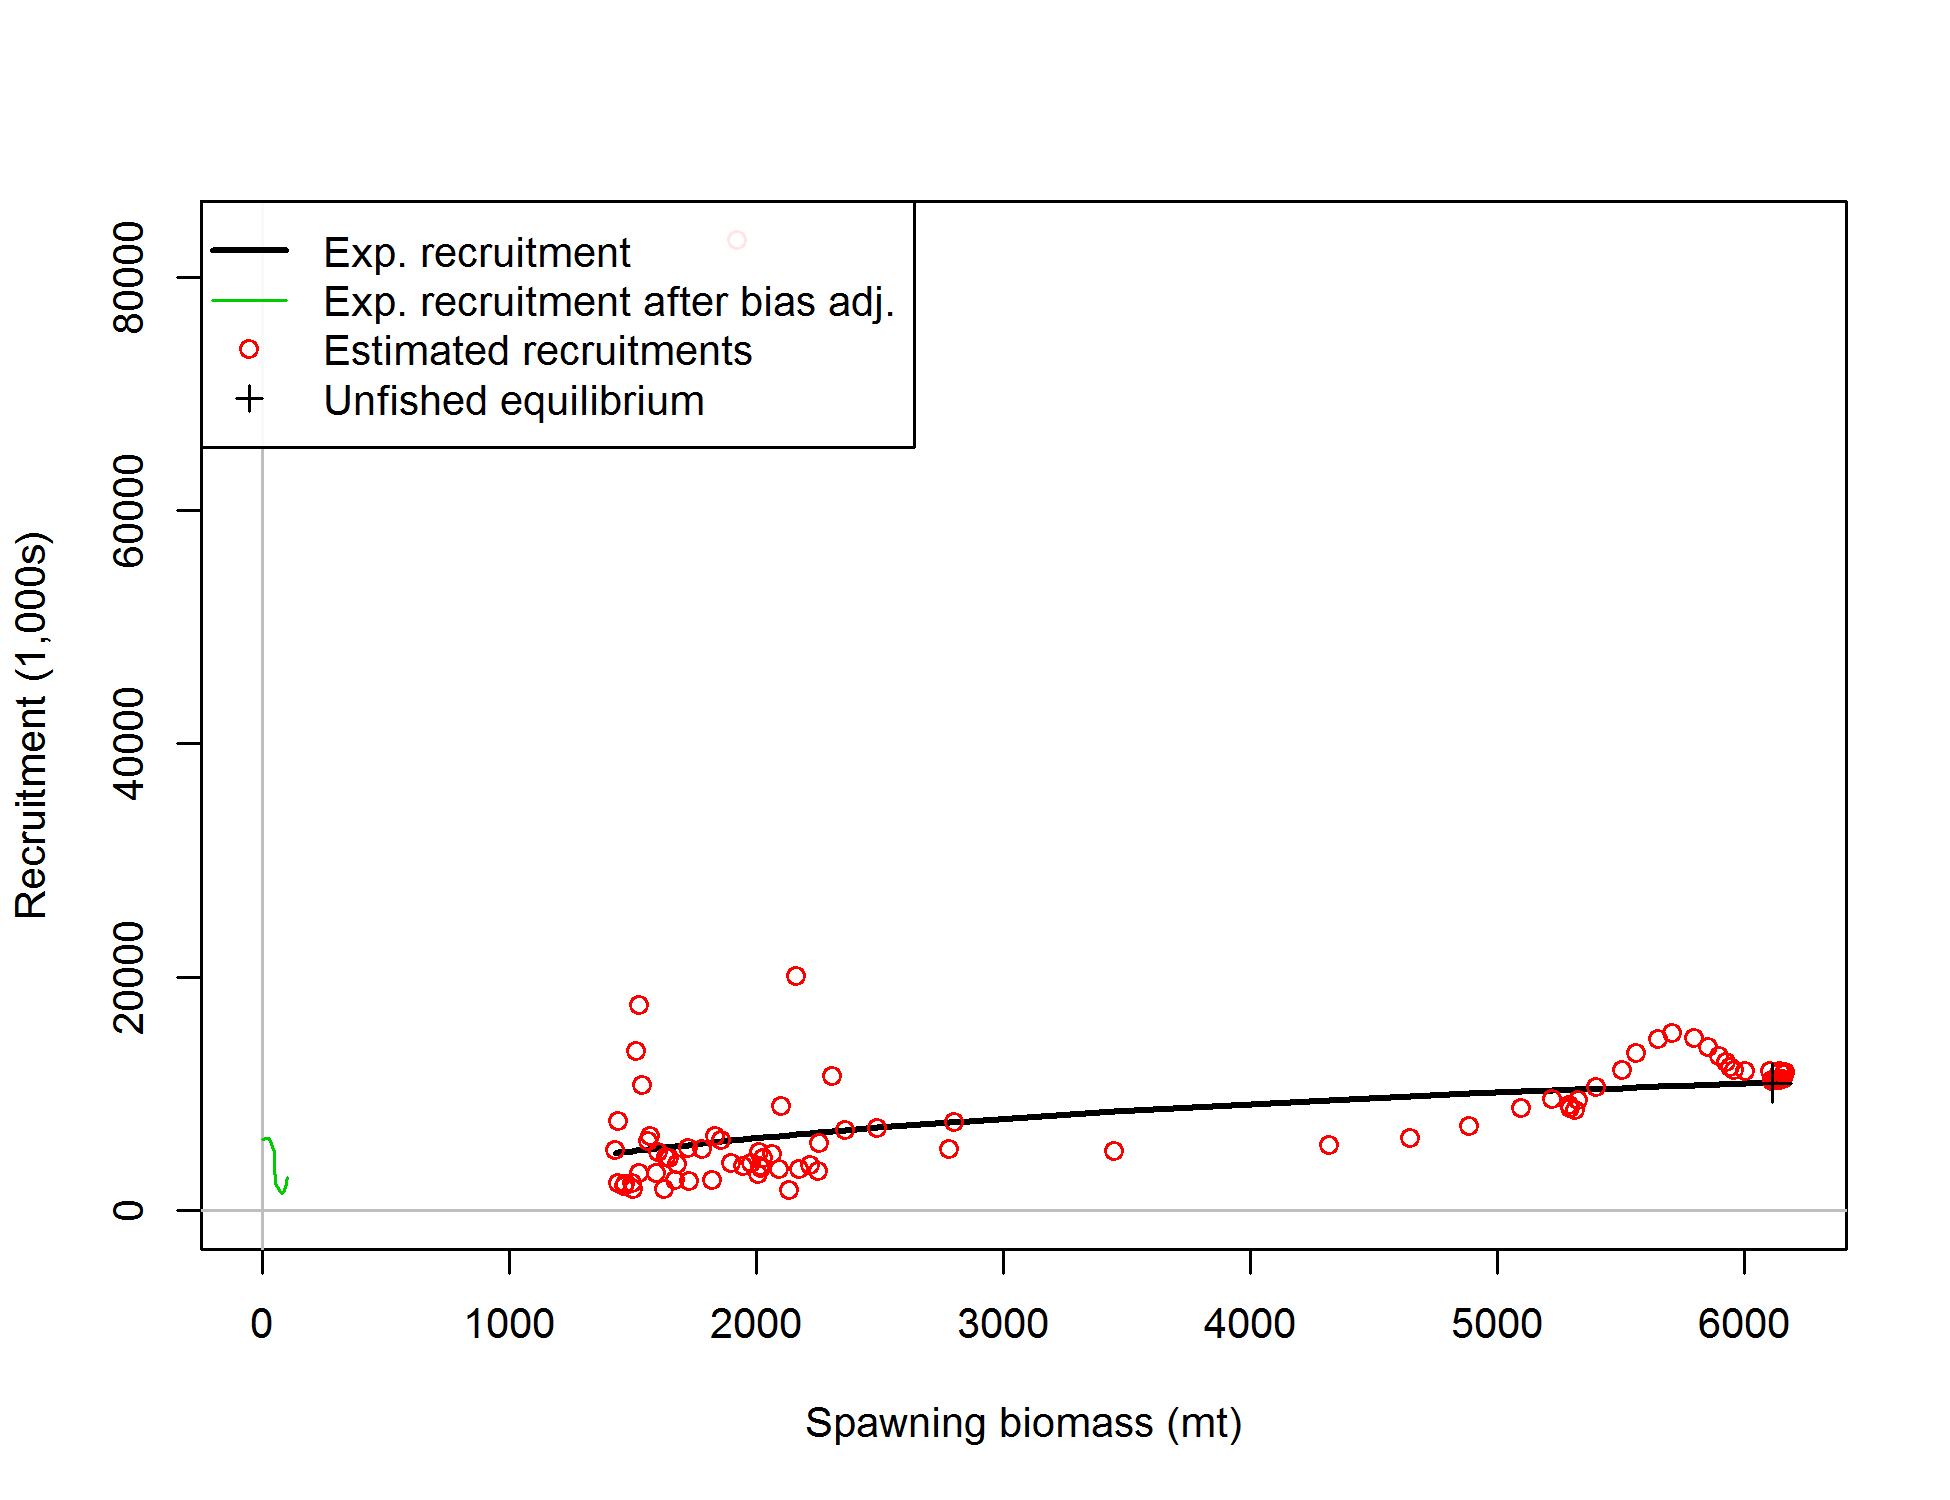 Exp. recruitment
Exp. recruitment after bias adj.
Estimated recruitments
Unfished equilibrium
Recruitment (1,000s)
80000
60000
40000
20000
0
0 1000 2000 3000 4000 5000 6000
Spawning biomass (mt)